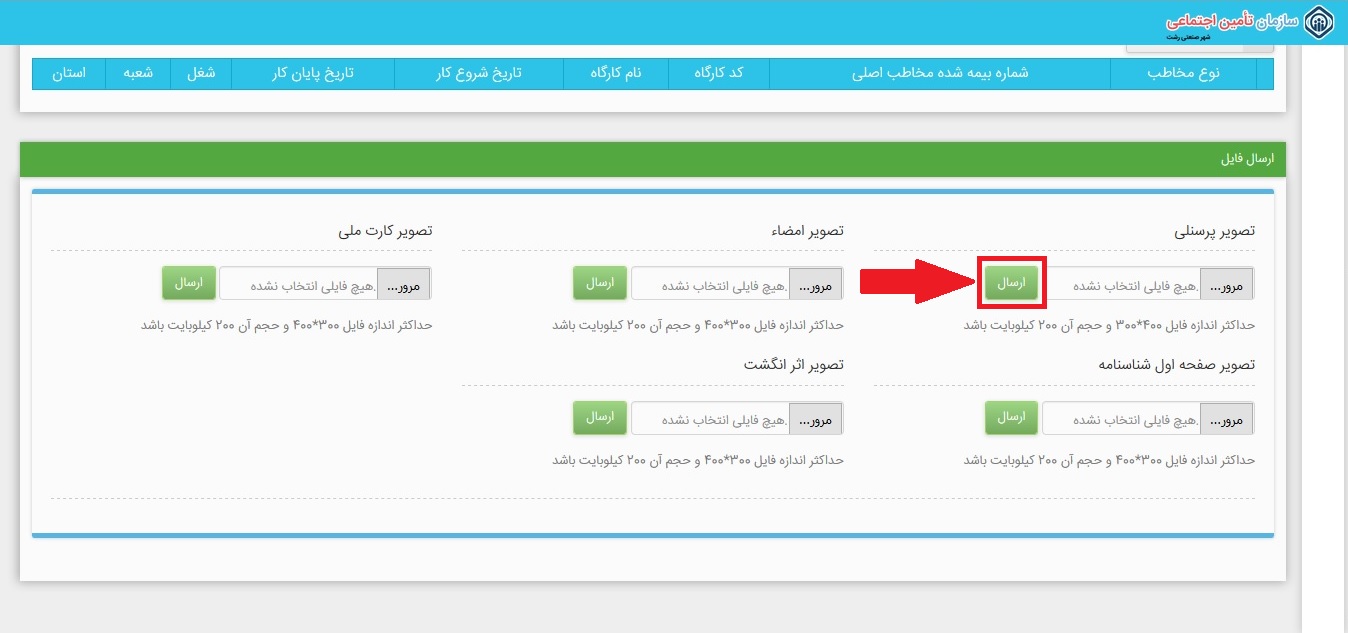 سازمان تأمین اجتماعی
شهر صنعتی رشت
نوع مخاطب
شماره بیمه شده مخاطب اصلی
کد کارگاه
نام کارگاه
تاریخ شروع کار
تاریخ پایان کار
شغل
شعبه
استان
ارسال فایل
تصویر پرسنلی
مرور... هیچ فایلی انتخاب نشده. ارسال
حداکثر اندازه فایل ۴۰۰*۳۰۰ و حجم آن ۲۰۰ کیلوبایت باشد
تصویر امضاء
مرور... هیچ فایلی انتخاب نشده. ارسال
حداکثر اندازه فایل ۳۰۰*۴۰۰ و حجم آن ۲۰۰ کیلوبایت باشد
تصویر کارت ملی
مرور... هیچ فایلی انتخاب نشده. ارسال
حداکثر اندازه فایل ۳۰۰*۴۰۰ و حجم آن ۲۰۰ کیلوبایت باشد
تصویر صفحه اول شناسنامه
مرور... هیچ فایلی انتخاب نشده. ارسال
حداکثر اندازه فایل ۳۰۰*۴۰۰ و حجم آن ۲۰۰ کیلوبایت باشد
تصویر اثر انگشت
مرور... هیچ فایلی انتخاب نشده. ارسال
حداکثر اندازه فایل ۳۰۰*۴۰۰ و حجم آن ۲۰۰ کیلوبایت باشد